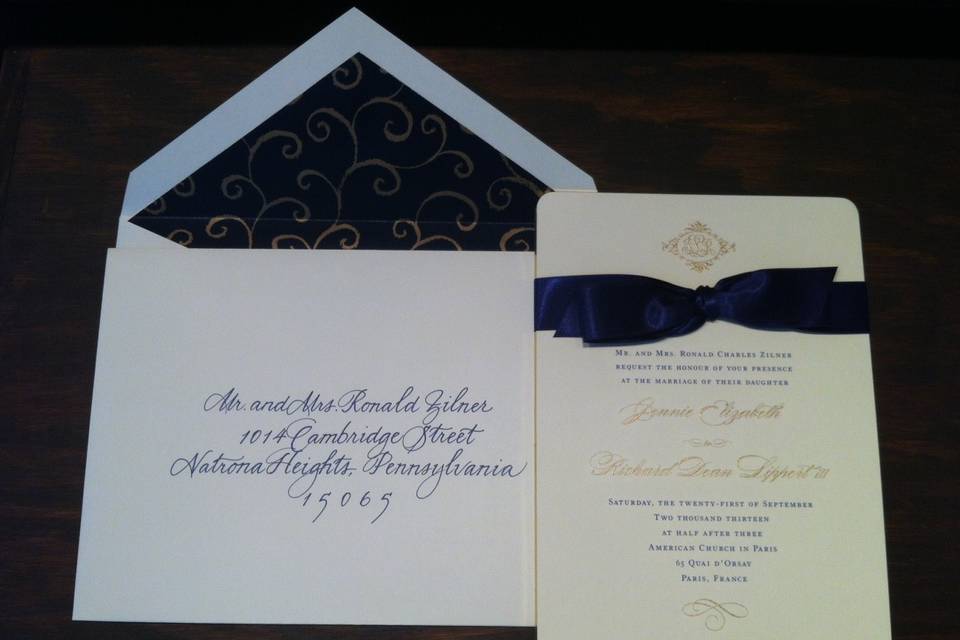 Mr. and Mrs. Ronald Zilner
1014 Cambridge Street
Natrona Heights, Pennsylvania
15065
Mr. and Mrs. Ronald Charles Zilner
request the honour of your presence
at the marriage of their daughter
Jennie Elizabeth
to
Richard Dean Lippert III
Saturday, the twenty-first of September
Two thousand thirteen
at half after three
American Church in Paris
65 Quai d'Orsay
Paris, France